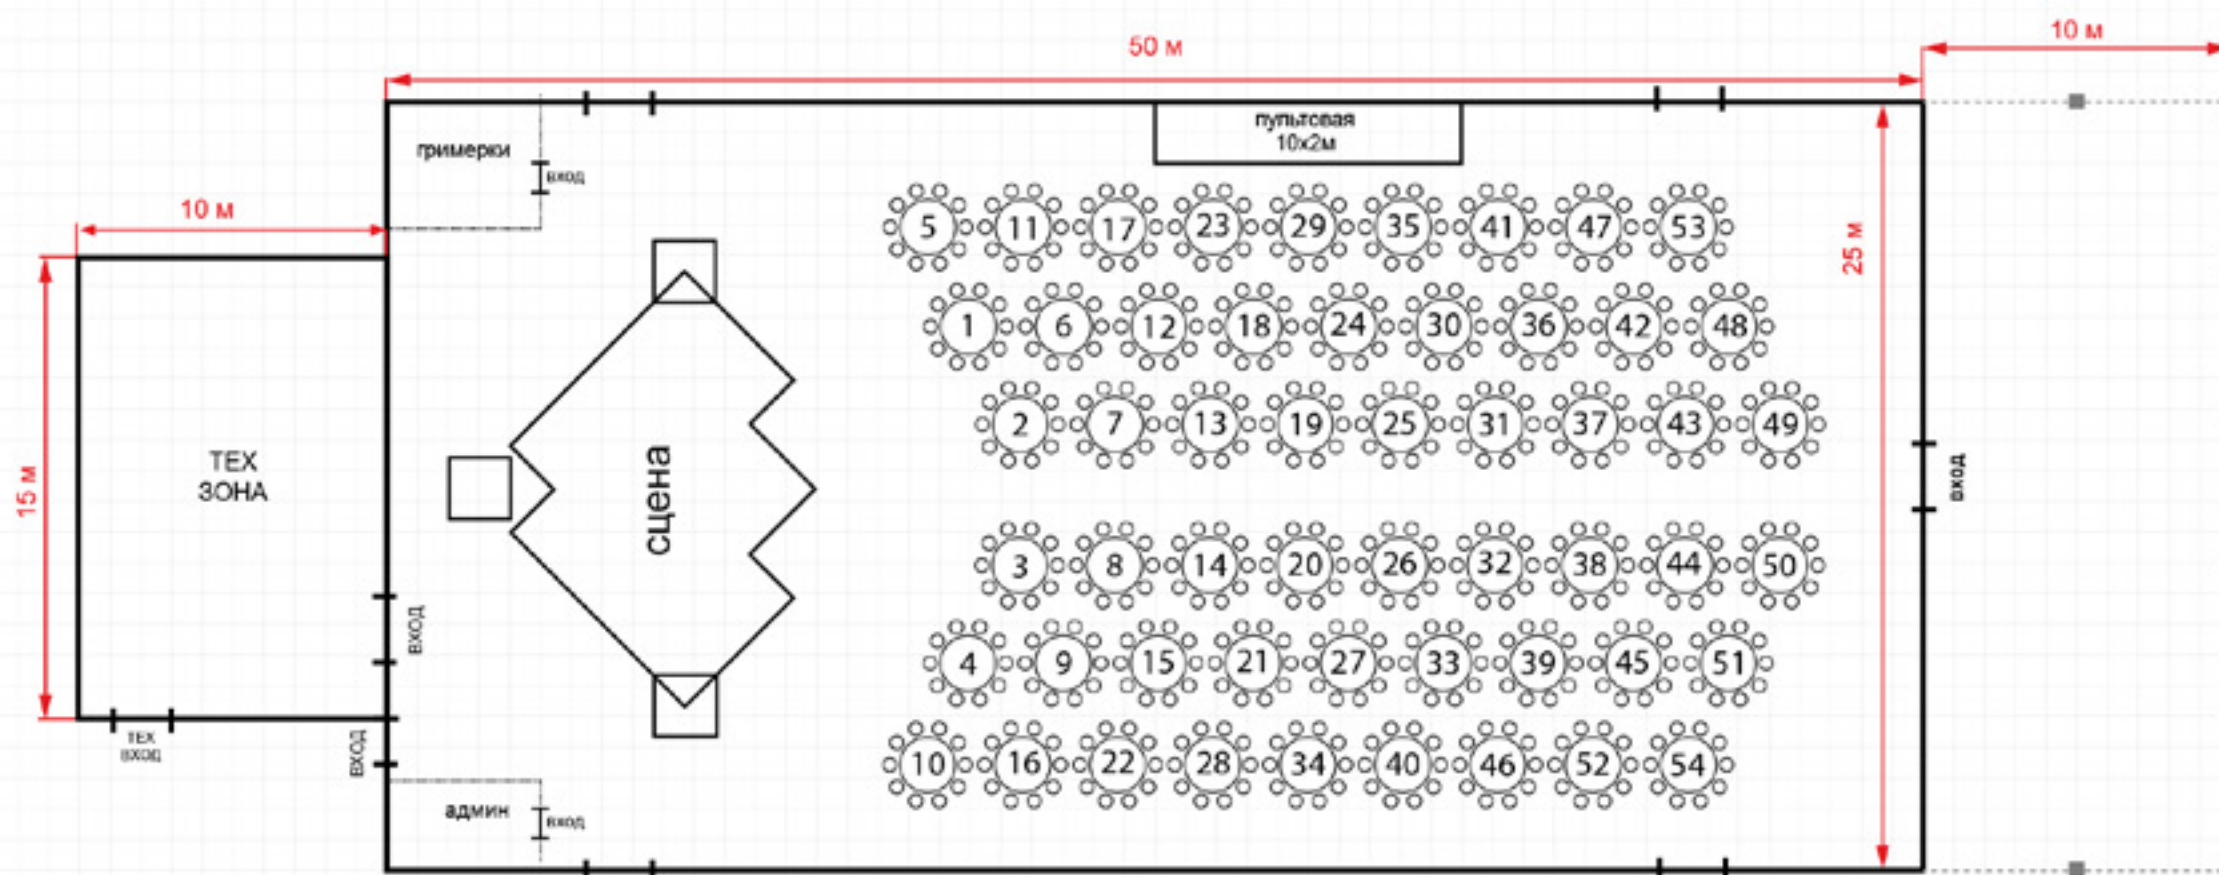 50 м
10 м
гримерки
вход
пультовая
10х2м
10 м
25 м
5 11 17 23 29 35 41 47 53
1 6 12 18 24 30 36 42 48
2 7 13 19 25 31 37 43 49
15 м
ТЕХ
ЗОНА
сцена
вход
3 8 14 20 26 32 38 44 50
вход
4 9 15 21 27 33 39 45 51
ТЕХ
ВХОД
вход
10 16 22 28 34 40 46 52 54
админ
вход